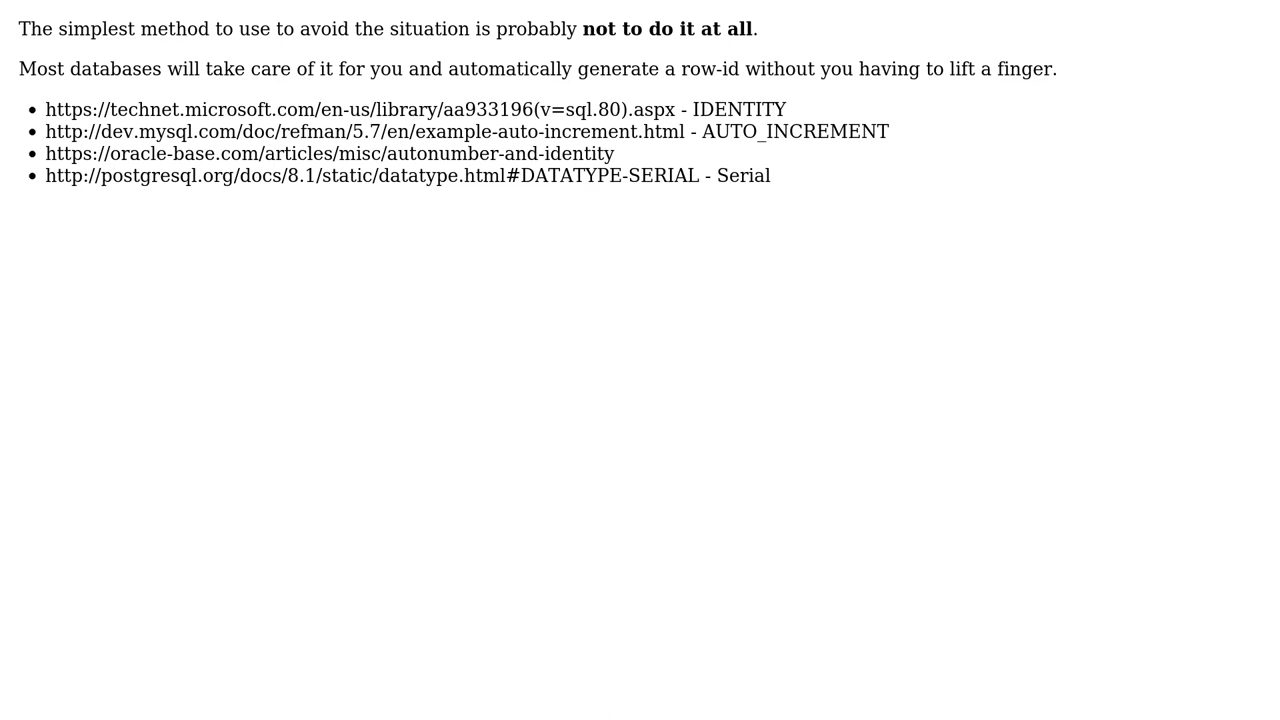 The simplest method to use to avoid the situation is probably not to do it at all.
Most databases will take care of it for you and automatically generate a row-id without you having to lift a finger.
• https://technet.microsoft.com/en-us/library/aa933196(v=sql.80).aspx - IDENTITY
• http://dev.mysql.com/doc/refman/5.7/en/example-auto-increment.html - AUTO_INCREMENT
• https://oracle-base.com/articles/misc/autonumber-and-identity
• http://postgresql.org/docs/8.1/static/datatype.html#DATATYPE-SERIAL - Serial